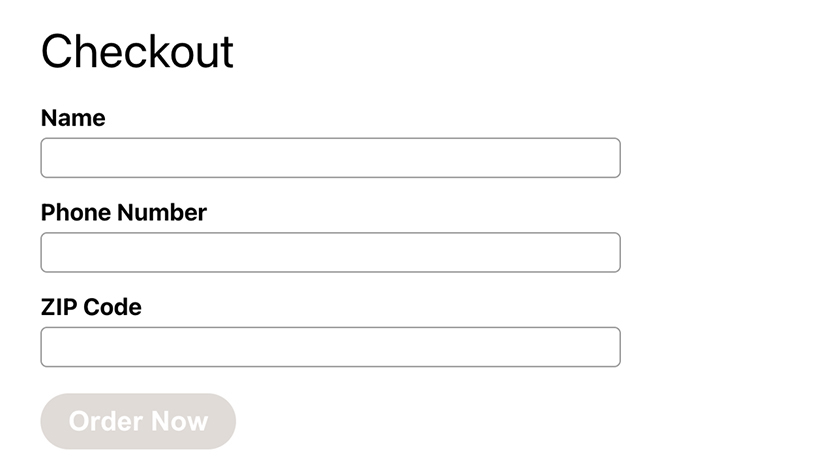 Checkout
Name
Phone Number
ZIP Code
Order Now